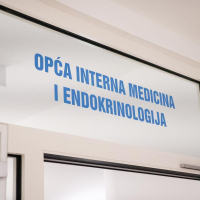 OPĆA INTERNA MEDICINA
I ENDOKRINOLOGIJA